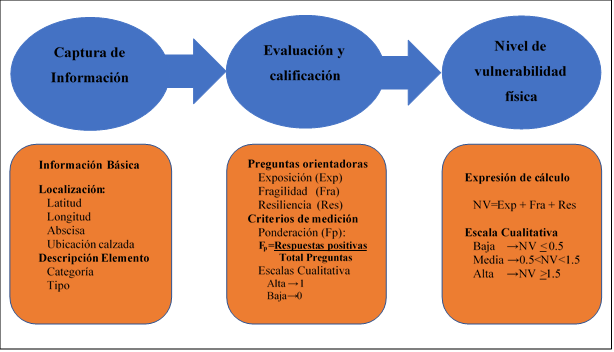 Captura de
Información
Evaluación y
calificación
Nivel de
vulnerabilidad
física
Información Básica
Localización:
Latitud
Longitud
Abscisa
Ubicación calzada
Descripción Elemento
Categoría
Tipo
Preguntas orientadoras
Exposición (Exp)
Fragilidad (Fra)
Resiliencia (Res)
Criterios de medición
Ponderación (Fp):
Fp=Respuestas positivas
Total Preguntas
Escalas Cualitativa
Alta →1
Baja→0
Expresión de cálculo
NV=Exp + Fra + Res
Escala Cualitativa
Baja →NV ≤ 0.5
Media →0.5<NV<1.5
Alta →NV ≥1.5